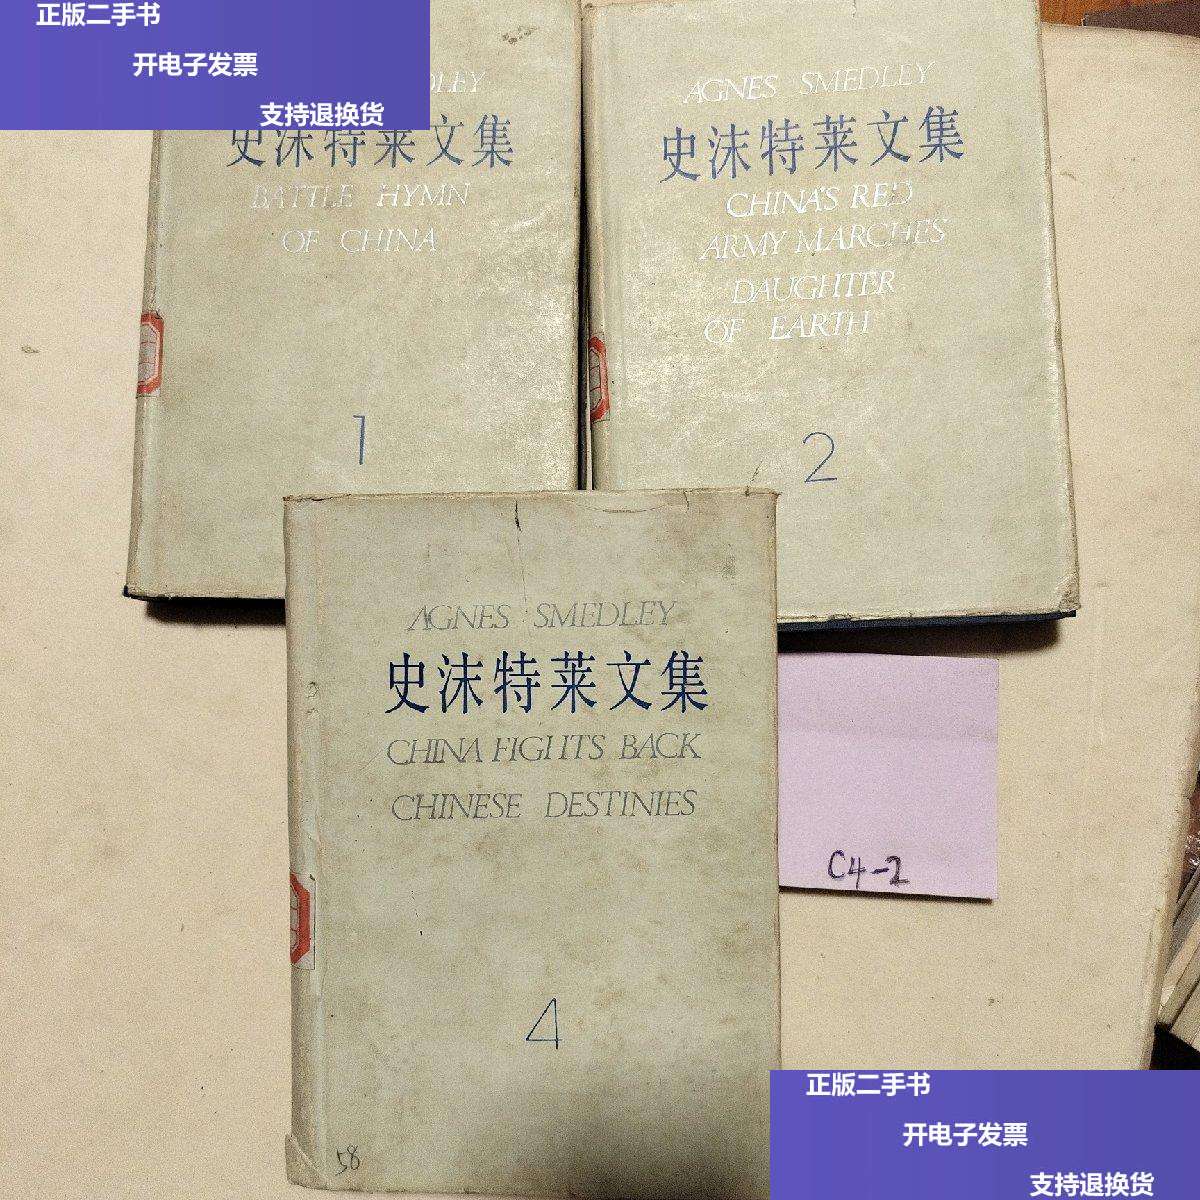 正版二手书
开电子发票
支持退换货
DLEY
史沫特莱文集
BATTLE HYMN
OF CHINA
1
AGNES SMEDLEY
史沫特莱文集
CHINA'S RED
ARMY MARCHES
DAUGHTER
OF EARTH
2
AGNES SMEDLEY
史沫特莱文集
CHINA FIGHTS BACK
CHINESE DESTINIES
4
58
C4-2
正版二手书
开电子发票
支持退换货